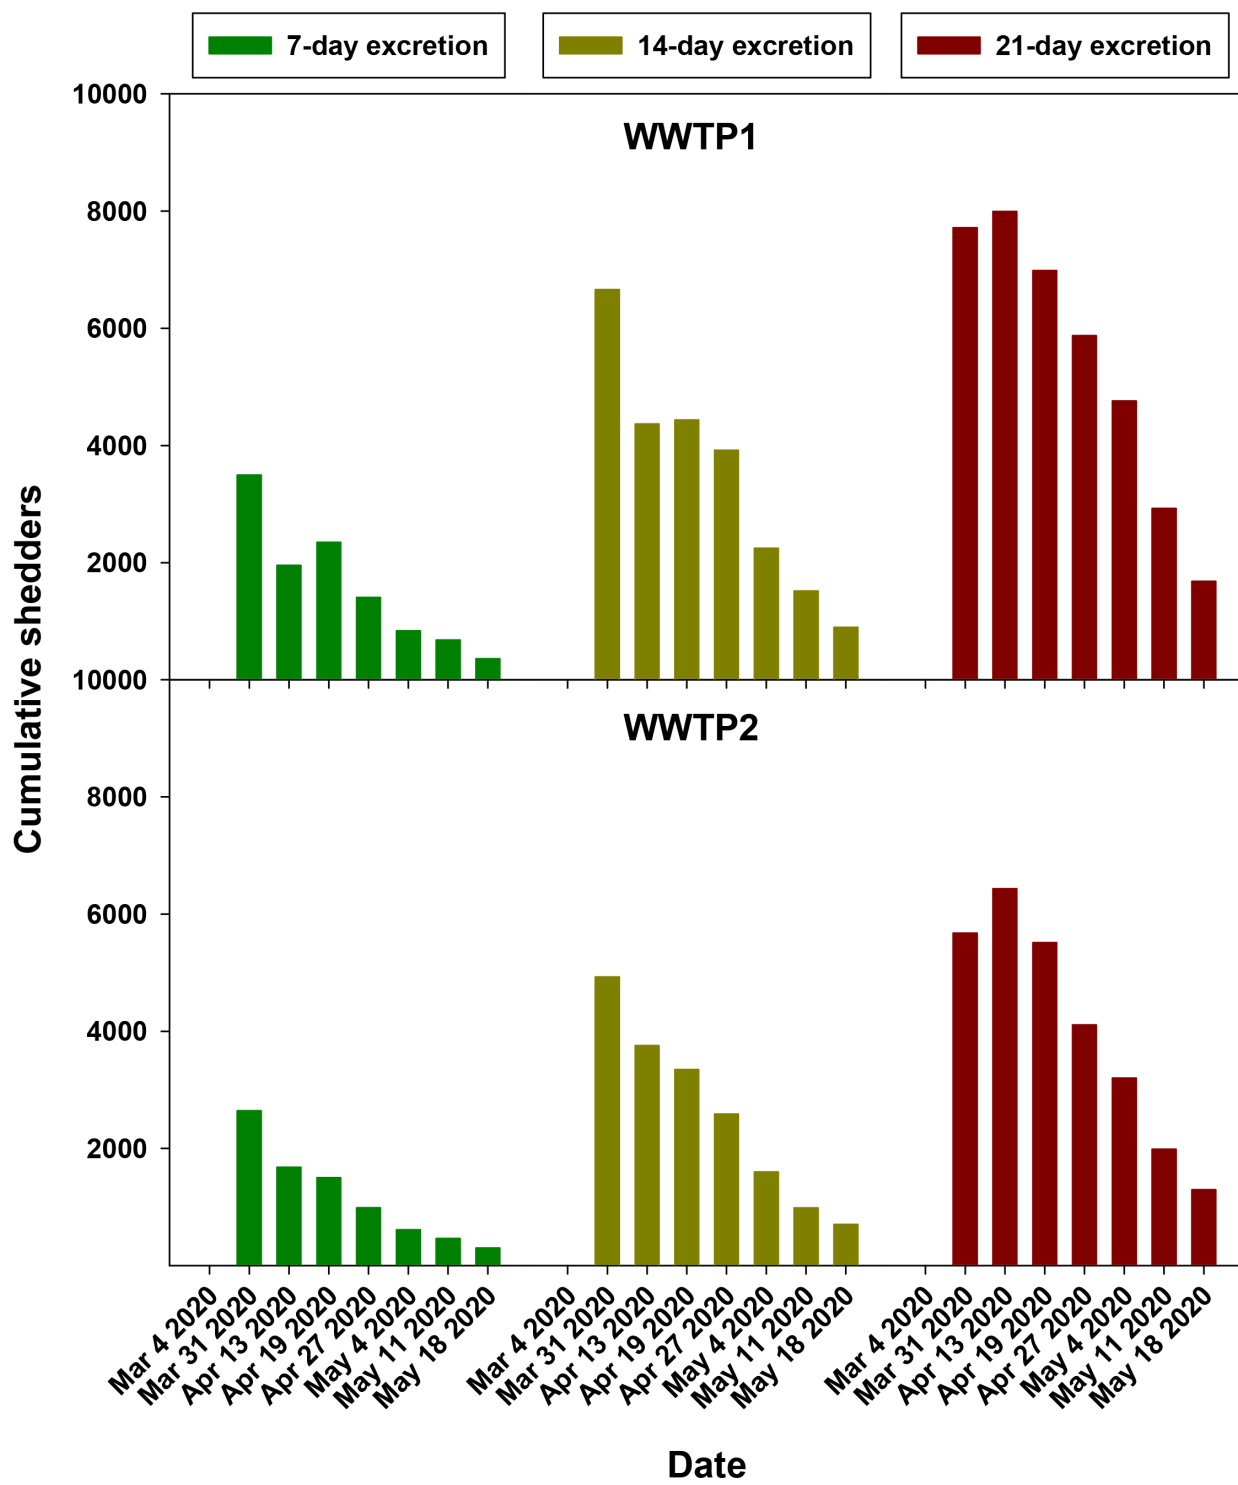 7-day excretion
14-day excretion
21-day excretion
10000
WWTP1
8000
6000
4000
2000
10000
WWTP2
8000
6000
4000
2000
Cumulative shedders
Mar 4 2020
Mar 31 2020
Apr 13 2020
Apr 19 2020
Apr 27 2020
May 4 2020
May 11 2020
May 18 2020
Mar 4 2020
Mar 31 2020
Apr 13 2020
Apr 19 2020
Apr 27 2020
May 4 2020
May 11 2020
May 18 2020
Mar 4 2020
Mar 31 2020
Apr 13 2020
Apr 19 2020
Apr 27 2020
May 4 2020
May 11 2020
May 18 2020
Date